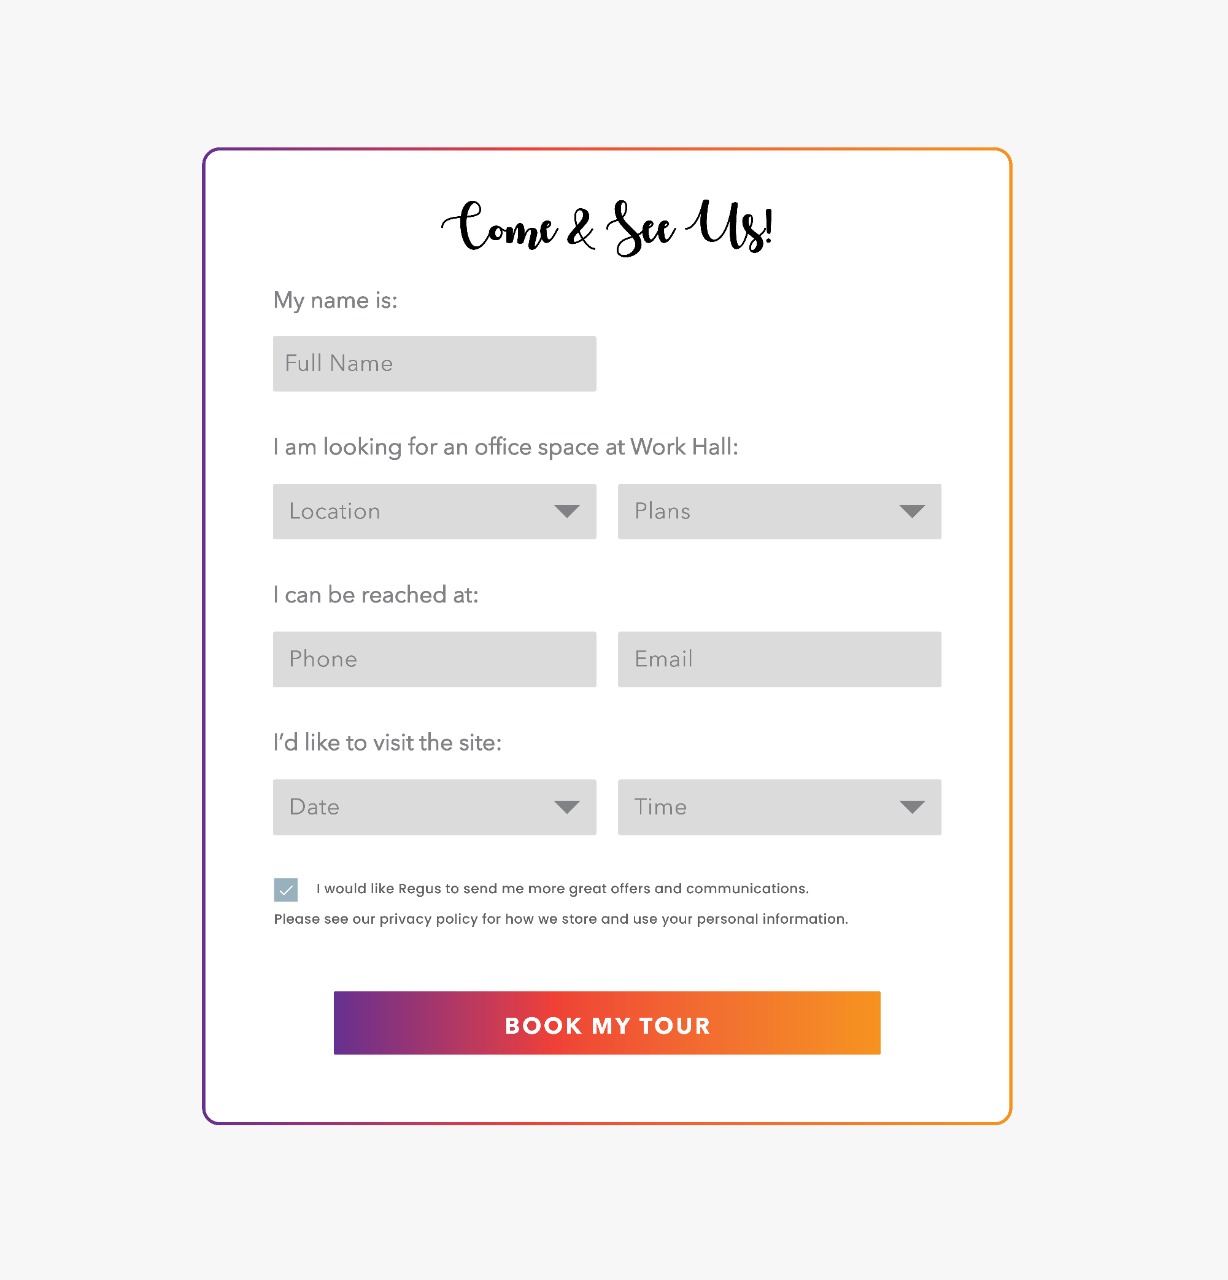 Come & See Us!
My name is:
Full Name
I am looking for an office space at Work Hall:
Location
Plans
I can be reached at:
Phone
Email
I’d like to visit the site:
Date
Time
I would like Regus to send me more great offers and communications.
Please see our privacy policy for how we store and use your personal information.
BOOK MY TOUR